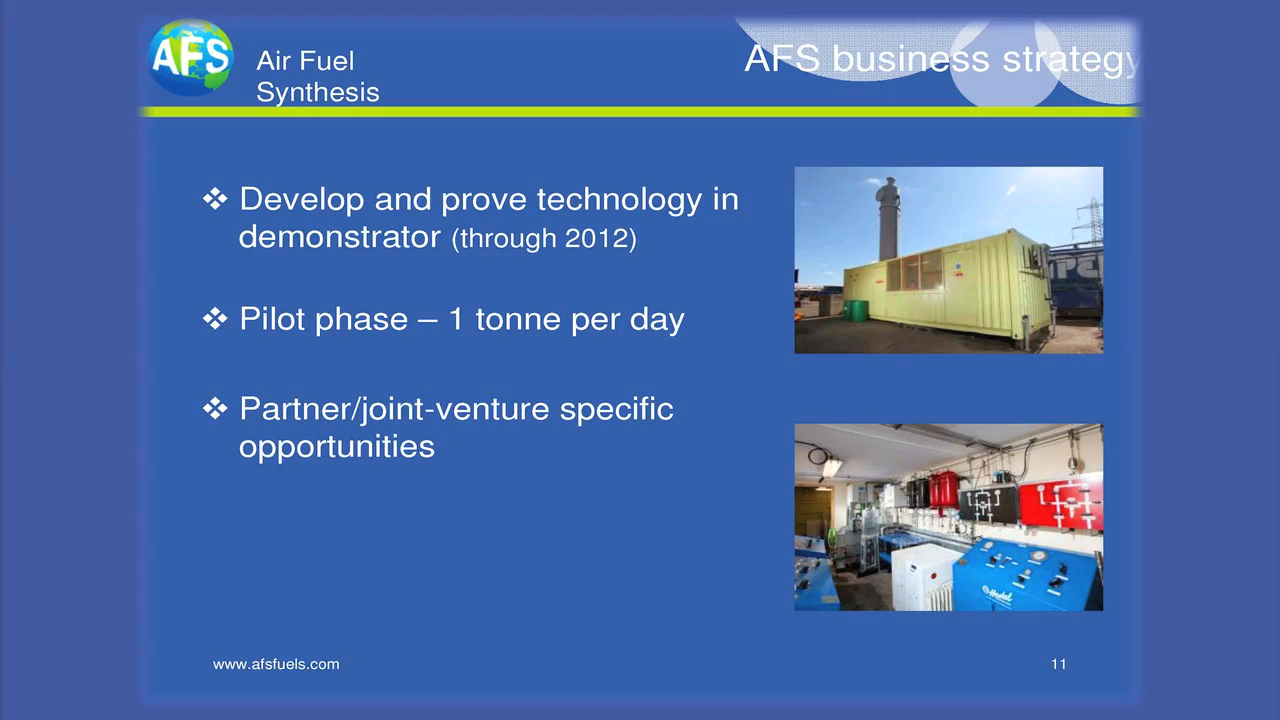 AFS
Air Fuel
Synthesis
AFS business strategy
❖ Develop and prove technology in
demonstrator (through 2012)
❖ Pilot phase – 1 tonne per day
❖ Partner/joint-venture specific
opportunities
www.afsfuels.com
11